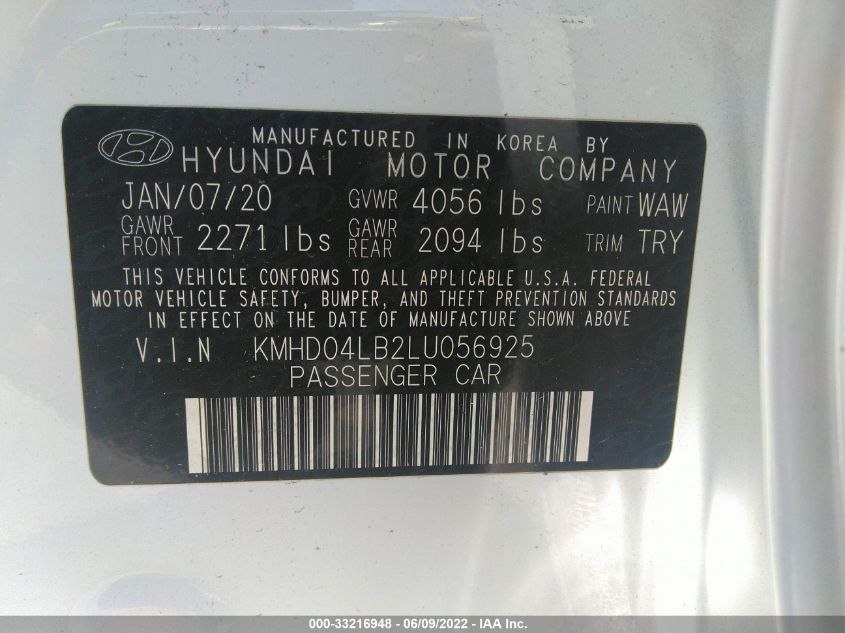 MANUFACTURED IN KOREA BY
HYUNDAI MOTOR COMPANY
JAN/07/20 GVWR 4056 lbs PAINT WAW
GAWR FRONT 2271 lbs GAWR REAR 2094 lbs TRIM TRY
THIS VEHICLE CONFORMS TO ALL APPLICABLE U.S.A. FEDERAL
MOTOR VEHICLE SAFETY, BUMPER, AND THEFT PREVENTION STANDARDS
IN EFFECT ON THE DATE OF MANUFACTURE SHOWN ABOVE
V.I.N KMHD04LB2LU056925
PASSENGER CAR
000-33216948 - 06/09/2022 - IAA Inc.